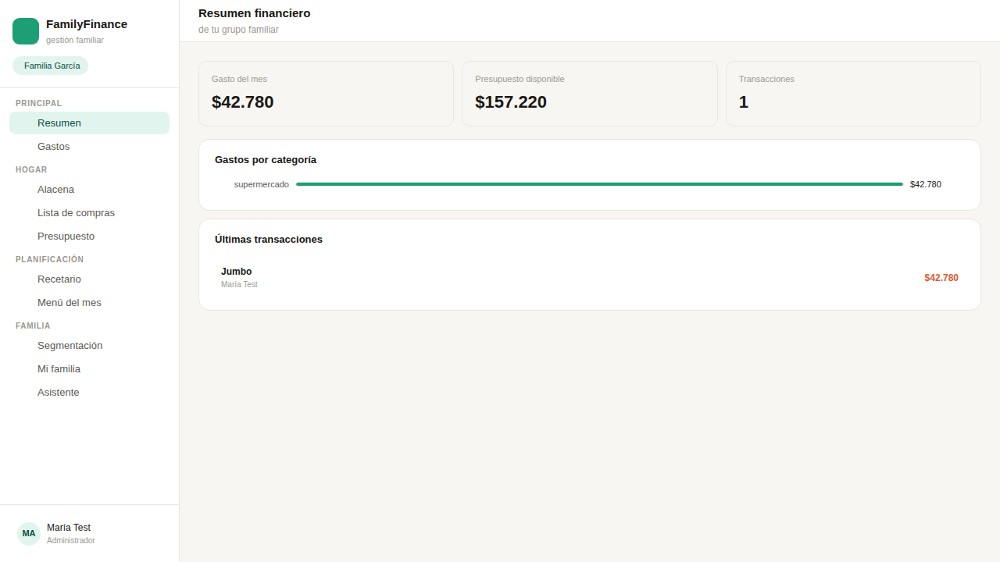 FamilyFinance
gestión familiar
Familia García
PRINCIPAL
Resumen
Gastos
HOGAR
Alacena
Lista de compras
Presupuesto
PLANIFICACIÓN
Recetario
Menú del mes
FAMILIA
Segmentación
Mi familia
Asistente
MA
María Test
Administrador
Resumen financiero
de tu grupo familiar
Gasto del mes
$42.780
Presupuesto disponible
$157.220
Transacciones
1
Gastos por categoría
supermercado $42.780
Últimas transacciones
Jumbo
María Test
$42.780